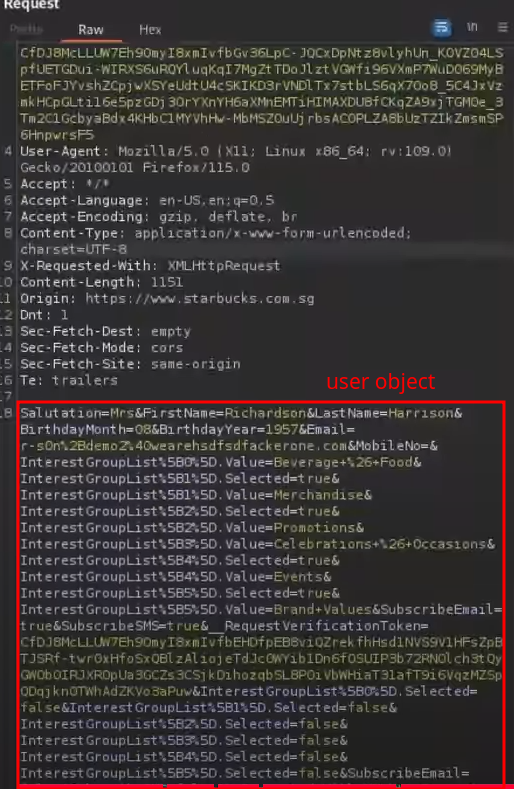 Request
Pretty Raw Hex
CfDJ8McLLUW7Eh9OmyI8xmIvfbGv36LpC-JQCxDpNtz8vlyhUn_KOVZO4LS
4 User-Agent: Mozilla/5.0 (X11; Linux x86_64; rv:109.0)
Gecko/20100101 Firefox/115.0
5 Accept: */*
6 Accept-Language: en-US,en;q=0.5
7 Accept-Encoding: gzip, deflate, br
8 Content-Type: application/x-www-form-urlencoded;
charset=UTF-8
9 X-Requested-With: XMLHttpRequest
10 Content-Length: 1151
11 Origin: https://www.starbucks.com.sg
12 Dnt: 1
13 Sec-Fetch-Dest: empty
14 Sec-Fetch-Mode: cors
15 Sec-Fetch-Site: same-origin
16 Te: trailers
17
user object
18 Salutation=Mrs&FirstName=Richardson&LastName=Harrison&
BirthdayMonth=08&BirthdayYear=1957&Email=
r-s0n%2Bdemo2%40wearehsdfsdfackerone.com&MobileNo=&
InterestGroupList%5B0%5D.Value=Beverage+%26+Food&
InterestGroupList%5B1%5D.Selected=true&
InterestGroupList%5B1%5D.Value=Merchandise&
InterestGroupList%5B2%5D.Selected=true&
InterestGroupList%5B2%5D.Value=Promotions&
InterestGroupList%5B3%5D.Value=Celebrations+%26+Occasions&
InterestGroupList%5B4%5D.Selected=true&
InterestGroupList%5B4%5D.Value=Events&
InterestGroupList%5B5%5D.Selected=true&
InterestGroupList%5B5%5D.Value=Brand+Values&SubscribeEmail=
true&SubscribeSMS=true&__RequestVerificationToken=
QDqjkn0TWhAdZKVo3aPuw&InterestGroupList%5B0%5D.Selected=
false&InterestGroupList%5B1%5D.Selected=false&
InterestGroupList%5B2%5D.Selected=false&
InterestGroupList%5B3%5D.Selected=false&
InterestGroupList%5B4%5D.Selected=false&
InterestGroupList%5B5%5D.Selected=false&SubscribeEmail=